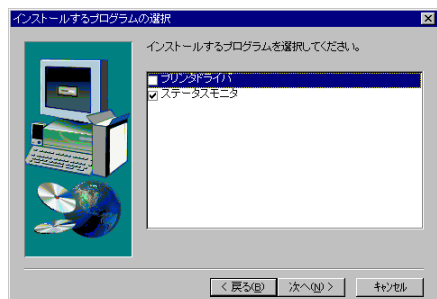 インストールするプログラムの選択
インストールするプログラムを選択してください。
プリンタドライバ
ステータスモニタ
< 戻る(B) 次へ(N) > キャンセル